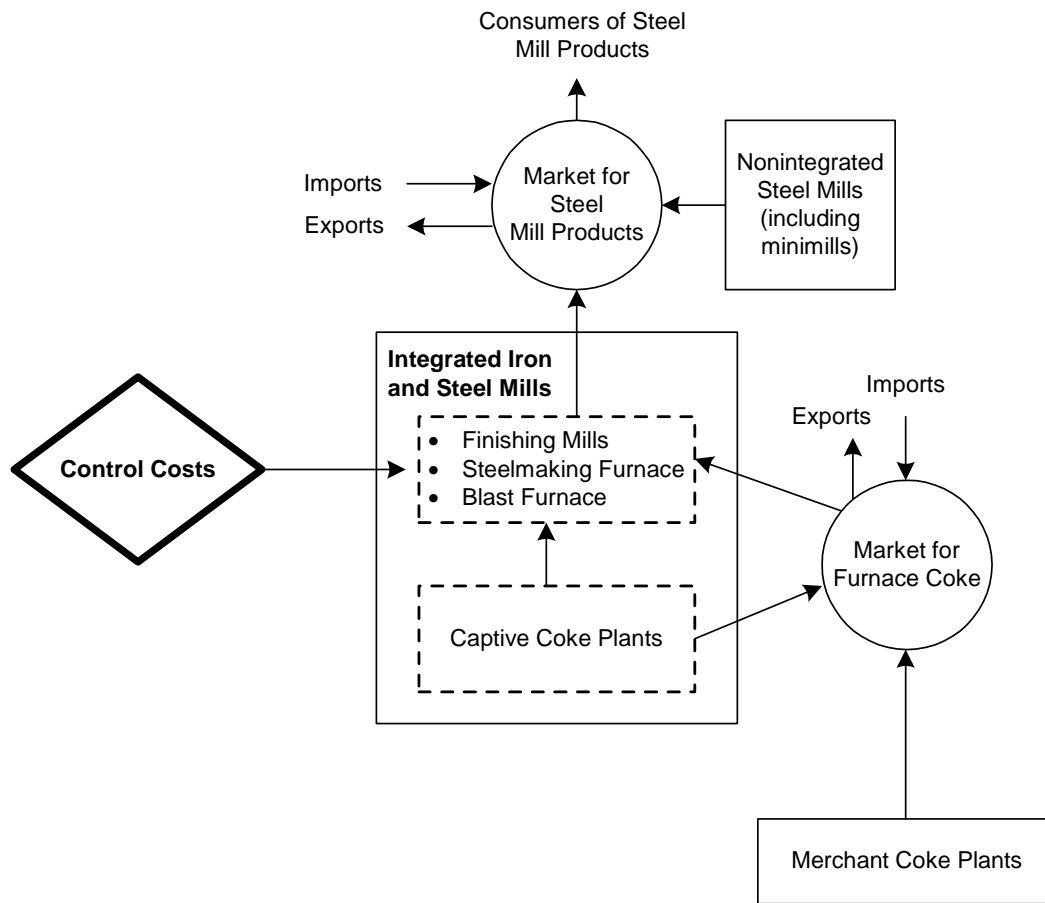 Consumers of Steel
Mill Products
Imports
Exports
Market for
Steel
Mill Products
Nonintegrated
Steel Mills
(including
minimills)
Integrated Iron
and Steel Mills
Control Costs
• Finishing Mills
• Steelmaking Furnace
• Blast Furnace
Imports
Exports
Market for
Furnace Coke
Captive Coke Plants
Merchant Coke Plants